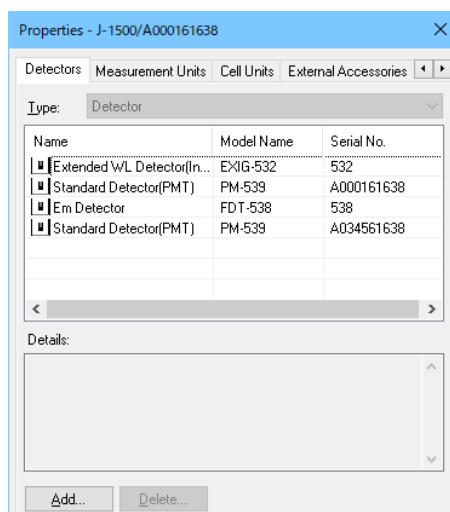 Properties - J-1500/A000161638
Detectors Measurement Units Cell Units External Accessories
Type: Detector
Name Model Name Serial No.
Extended WL Detector(In... EXIG-532 532
Standard Detector(PMT) PM-539 A000161638
Em Detector FDT-538 538
Standard Detector(PMT) PM-539 A034561638
Details:
Add... Delete...